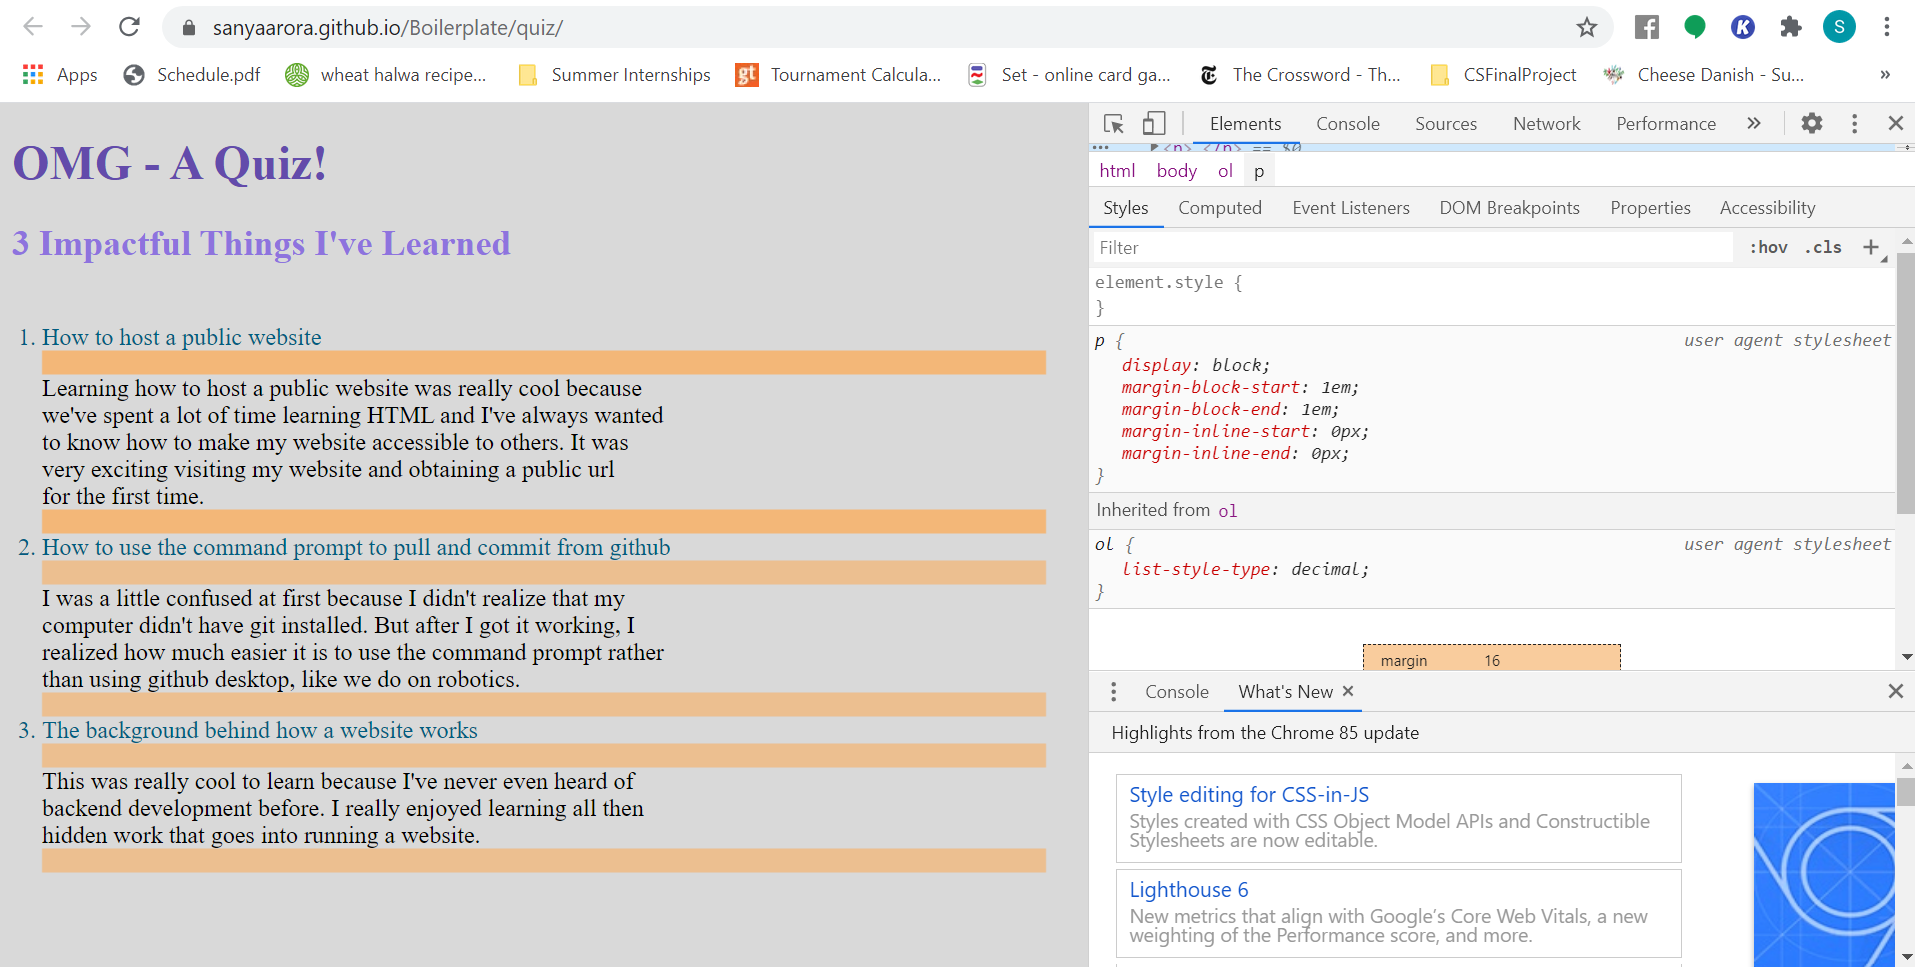 sanyaarora.github.io/Boilerplate/quiz/
S
Apps
Schedule.pdf
wheat halwa recipe...
Summer Internships
gt
Tournament Calcula...
Set - online card ga...
The Crossword - Th...
CSFinalProject
Cheese Danish - Su...
»
OMG - A Quiz!
3 Impactful Things I've Learned
1. How to host a public website
Learning how to host a public website was really cool because
we've spent a lot of time learning HTML and I've always wanted
to know how to make my website accessible to others. It was
very exciting visiting my website and obtaining a public url
for the first time.
2. How to use the command prompt to pull and commit from github
I was a little confused at first because I didn't realize that my
computer didn't have git installed. But after I got it working, I
realized how much easier it is to use the command prompt rather
than using github desktop, like we do on robotics.
3. The background behind how a website works
This was really cool to learn because I've never even heard of
backend development before. I really enjoyed learning all then
hidden work that goes into running a website.
Elements Console Sources Network Performance »
... <p> </p> == $0
html body ol p
Styles Computed Event Listeners DOM Breakpoints Properties Accessibility
Filter :hov .cls +
element.style {
}
p { user agent stylesheet
display: block;
margin-block-start: 1em;
margin-block-end: 1em;
margin-inline-start: 0px;
margin-inline-end: 0px;
}
Inherited from ol
ol { user agent stylesheet
list-style-type: decimal;
}
margin 16
Console What's New
Highlights from the Chrome 85 update
Style editing for CSS-in-JS
Styles created with CSS Object Model APIs and Constructible
Stylesheets are now editable.
Lighthouse 6
New metrics that align with Google's Core Web Vitals, a new
weighting of the Performance score, and more.